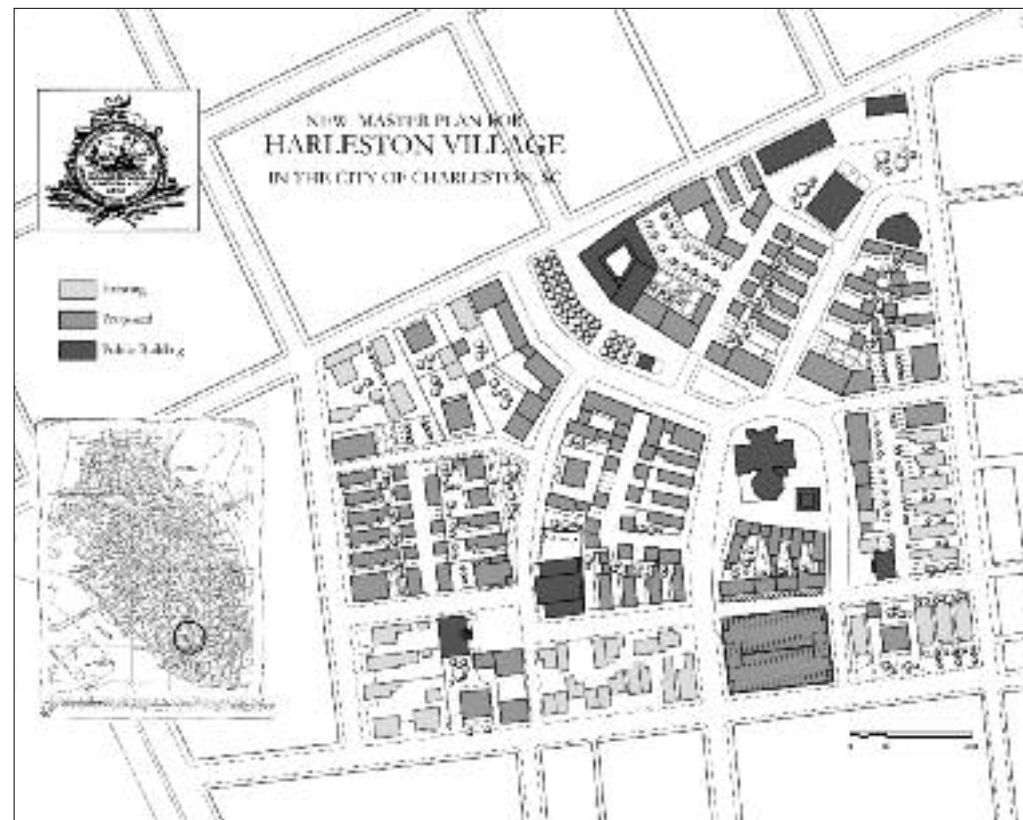 NEW MASTER PLAN FOR
HARLESTON VILLAGE
IN THE CITY OF CHARLESTON, SC
Existing
Proposed
Public Building